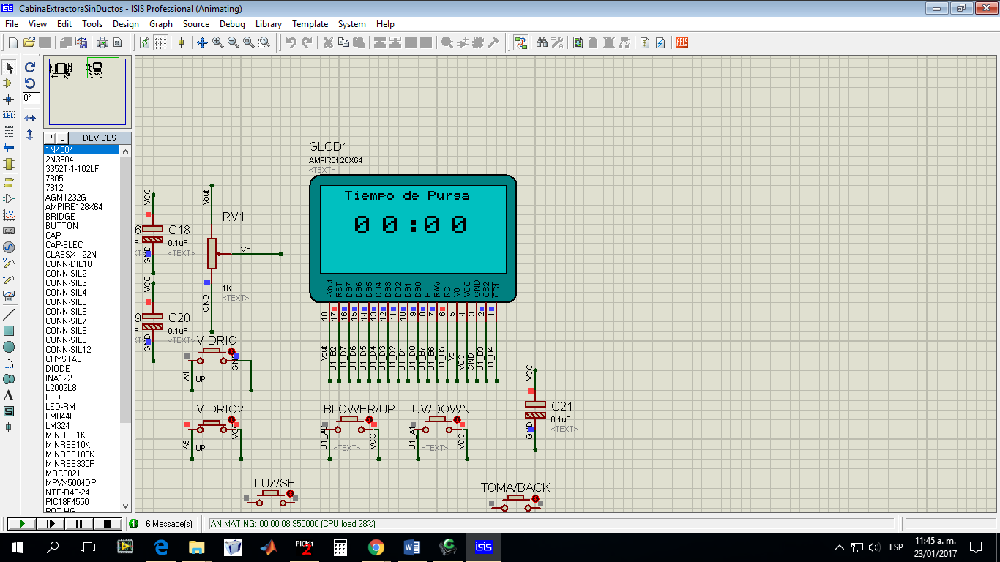 CabinaExtractoraSinDuctos - ISIS Professional (Animating)
File View Edit Tools Design Graph Source Debug Library Template System Help
ARES
0°
LBL
P L DEVICES
1N4004
2N3904
3352T-1-102LF
7805
7812
AGM1232G
AMPIRE128X64
BRIDGE
BUTTON
CAP
CAP-ELEC
CLASSX1-22N
CONN-DIL10
CONN-SIL2
CONN-SIL3
CONN-SIL4
CONN-SIL5
CONN-SIL6
CONN-SIL7
CONN-SIL8
CONN-SIL9
CONN-SIL12
CRYSTAL
DIODE
INA122
L2002L8
LED
LED-RM
LM044L
LM324
MINRES1K
MINRES10K
MINRES100K
MINRES330R
MOC3021
MPVX5004DP
NTE-R46-24
PIC18F4550
POT-HG
A
S
GLCD1
AMPIRE128X64
<TEXT>
Tiempo de Purga
00:00
-Vout RST DB7 DB6 DB5 DB4 DB3 DB2 DB1 DB0 E R/W RS V0 VCC GND CS2 CS1
18 17 16 15 14 13 12 11 10 9 8 7 6 5 4 3 2 1
Vout U1_B2 U1_D7 U1_D6 U1_D5 U1_D4 U1_D3 U1_D2 U1_D1 U1_D0 U1_B7 U1_B6 U1_B5 Vo VCC GND U1_B3 U1_B4
VCC
6 C18
0.1uF
<TEXT>
GND
VCC
9 C20
0.1uF
<TEXT>
GND
Vout
RV1
Vo
1K
<TEXT>
GND
VIDRIO
GND
A4
UP
VIDRIO2
VCC
A5
UP
BLOWER/UP
U1_A0
VCC
<TEXT>
UV/DOWN
U1_A1
VCC
<TEXT>
VCC
C21
0.1uF
<TEXT>
GND
LUZ/SET
TOMA/BACK
6 Message(s)
ANIMATING: 00:00:08.950000 (CPU load 28%)
PICkit
2
isis
ESP
11:45 a. m.
23/01/2017